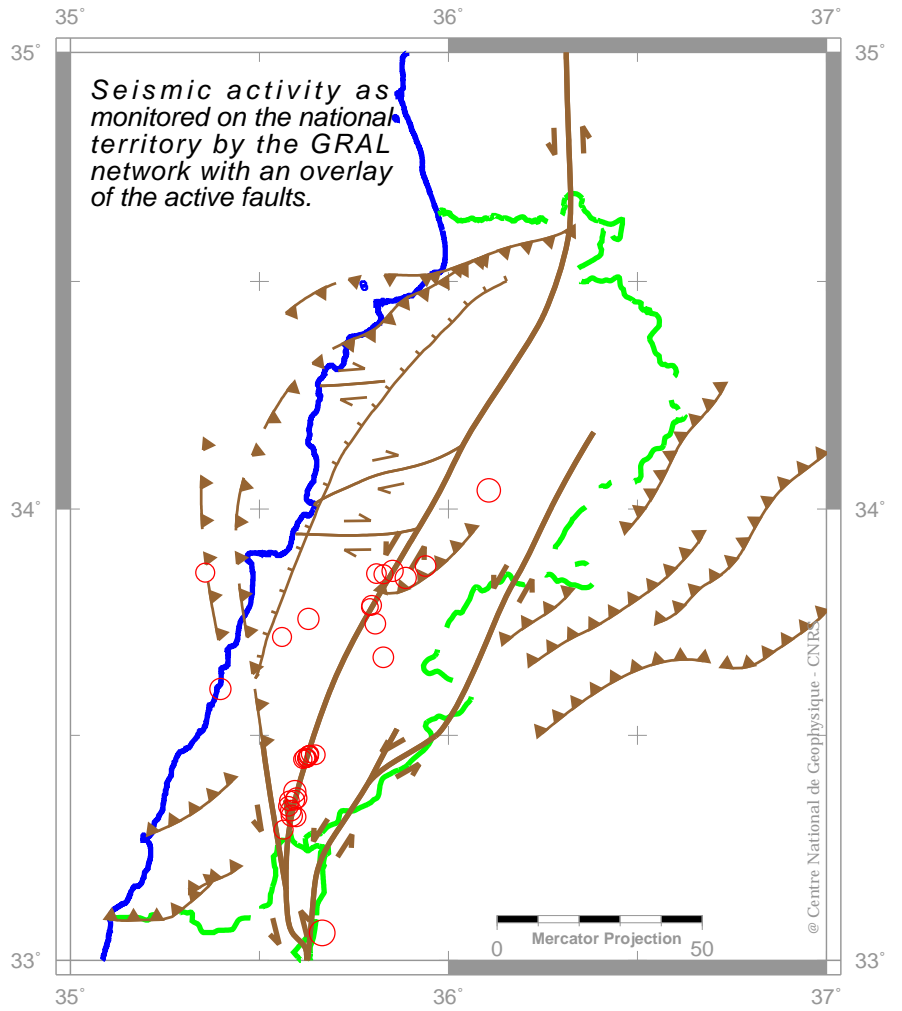 35° 36° 37°
35° 35°
Seismic activity as
monitored on the national
territory by the GRAL
network with an overlay
of the active faults.
34° 34°
@ Centre National de Geophysique - CNRS
Mercator Projection
0 50
33° 33°
35° 36° 37°